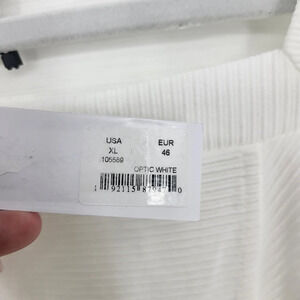 USA EUR
XL 46
105569
OPTIC WHITE